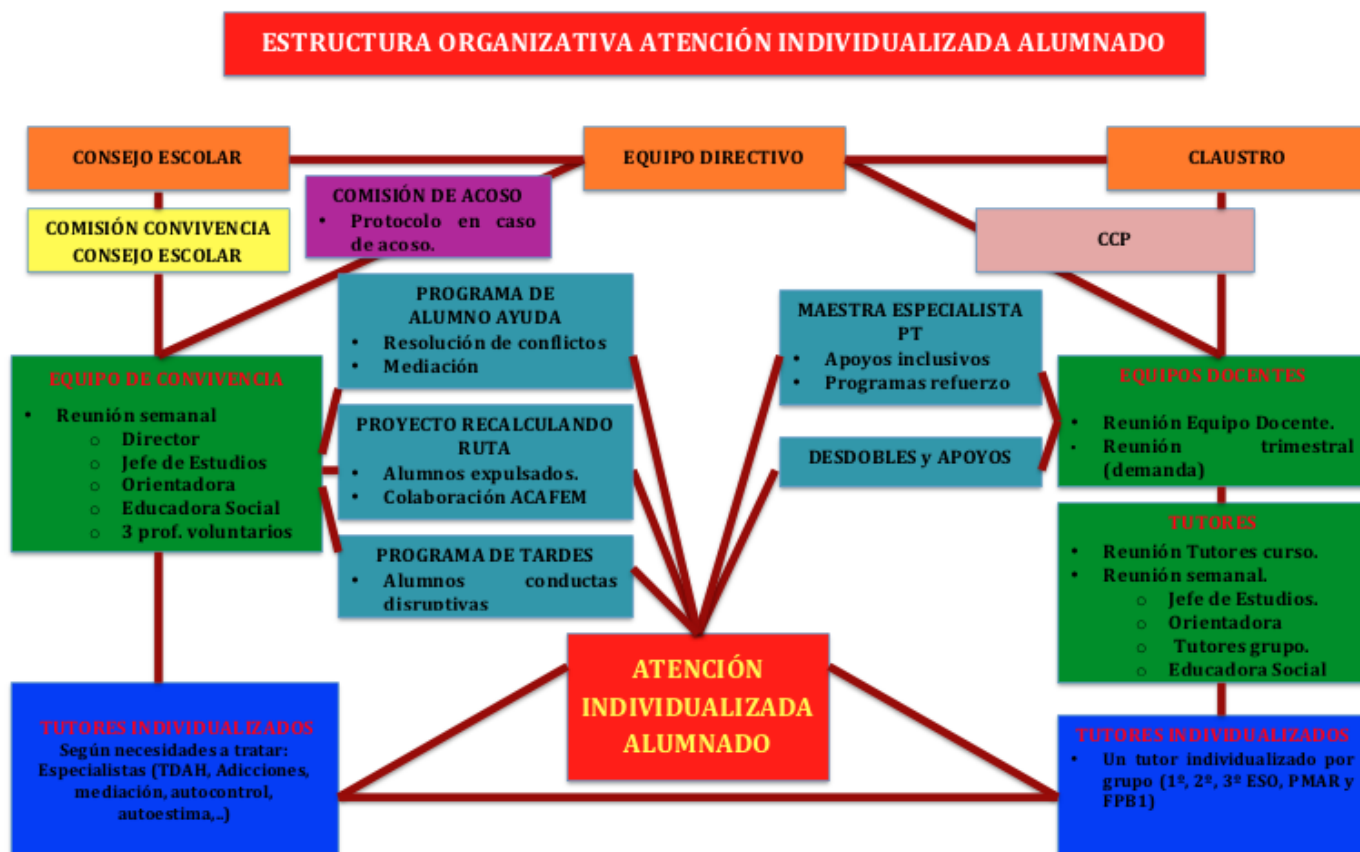 ESTRUCTURA ORGANIZATIVA ATENCIÓN INDIVIDUALIZADA ALUMNADO
CONSEJO ESCOLAR
EQUIPO DIRECTIVO
CLAUSTRO
COMISIÓN CONVIVENCIA
CONSEJO ESCOLAR
COMISIÓN DE ACOSO
• Protocolo en caso
de acoso.
CCP
PROGRAMA DE
ALUMNO AYUDA
• Resolución de conflictos
• Mediación
MAESTRA ESPECIALISTA
PT
• Apoyos inclusivos
• Programas refuerzo
EQUIPO DE CONVIVENCIA
• Reunión semanal
o Director
o Jefe de Estudios
o Orientadora
o Educadora Social
o 3 prof. voluntarios
PROYECTO RECALCULANDO
RUTA
• Alumnos expulsados.
• Colaboración ACAFEM
DESDOBLES y APOYOS
EQUIPOS DOCENTES
• Reunión Equipo Docente.
• Reunión trimestral
(demanda)
PROGRAMA DE TARDES
• Alumnos conductas
disruptivas
TUTORES
• Reunión Tutores curso.
• Reunión semanal.
o Jefe de Estudios.
o Orientadora
o Tutores grupo.
o Educadora Social
ATENCIÓN
INDIVIDUALIZADA
ALUMNADO
TUTORES INDIVIDUALIZADOS
Según necesidades a tratar:
Especialistas (TDAH, Adicciones,
mediación, autocontrol,
autoestima,..)
TUTORES INDIVIDUALIZADOS
• Un tutor individualizado por
grupo (1º, 2º, 3º ESO, PMAR y
FPB1)